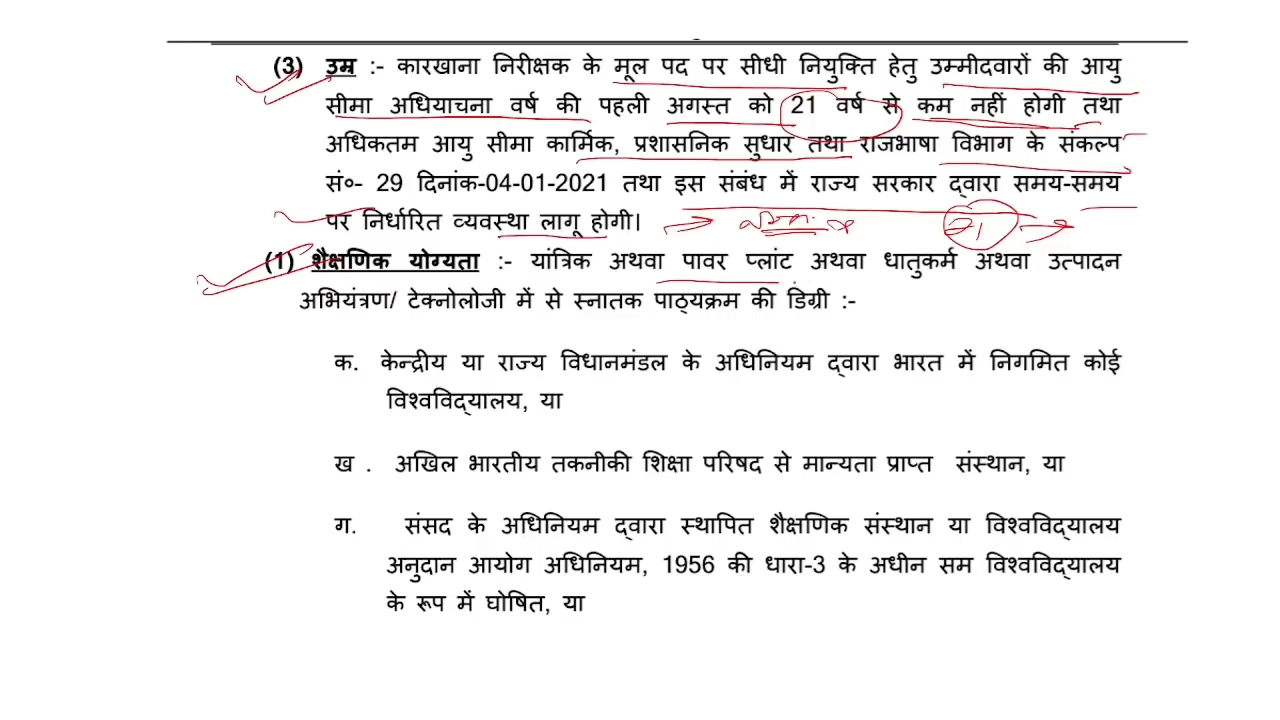 (3) उम्र :- कारखाना निरीक्षक के मूल पद पर सीधी नियुक्ति हेतु उम्मीदवारों की आयु
सीमा अधियाचना वर्ष की पहली अगस्त को 21 वर्ष से कम नहीं होगी तथा
अधिकतम आयु सीमा कार्मिक, प्रशासनिक सुधार तथा राजभाषा विभाग के संकल्प
सं०- 29 दिनांक-04-01-2021 तथा इस संबंध में राज्य सरकार द्वारा समय-समय
पर निर्धारित व्यवस्था लागू होगी।
21
(1) शैक्षणिक योग्यता :- यांत्रिक अथवा पावर प्लांट अथवा धातुकर्म अथवा उत्पादन
अभियंत्रण/ टेक्नोलोजी में से स्नातक पाठ्यक्रम की डिग्री :-
क. केन्द्रीय या राज्य विधानमंडल के अधिनियम द्वारा भारत में निगमित कोई
विश्वविद्यालय, या
ख . अखिल भारतीय तकनीकी शिक्षा परिषद से मान्यता प्राप्त संस्थान, या
ग. संसद के अधिनियम द्वारा स्थापित शैक्षणिक संस्थान या विश्वविद्यालय
अनुदान आयोग अधिनियम, 1956 की धारा-3 के अधीन सम विश्वविद्यालय
के रूप में घोषित, या